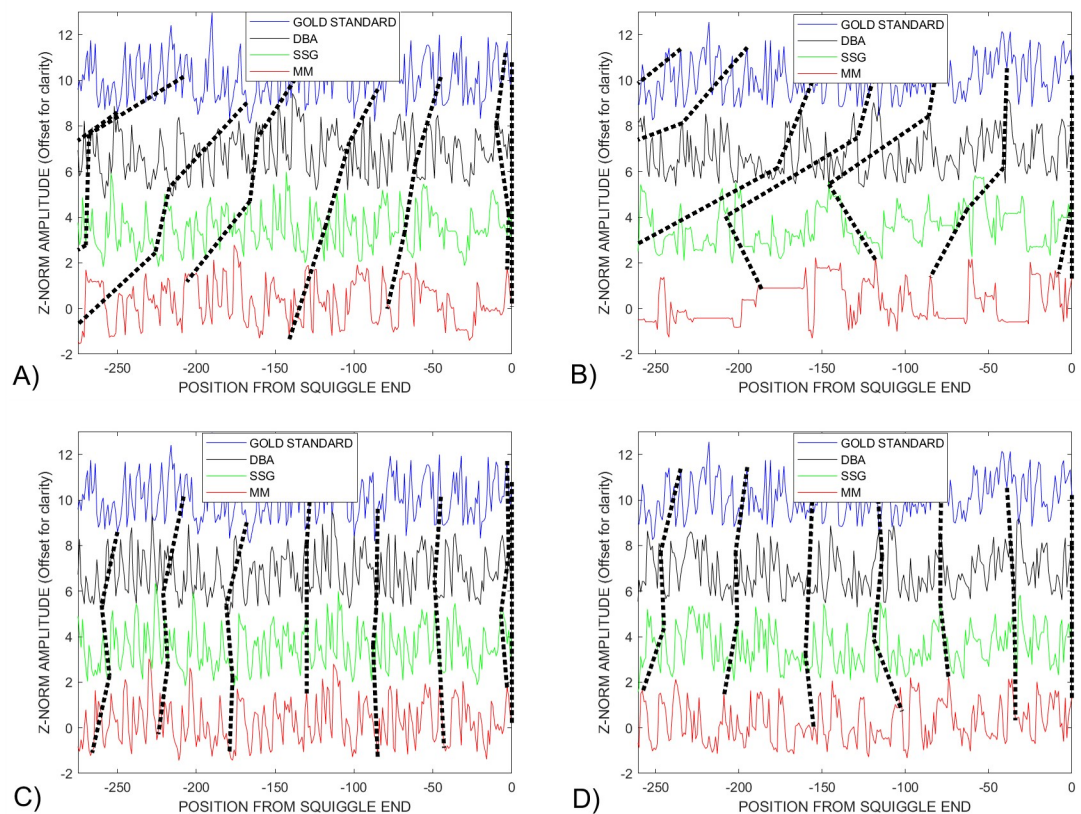 12
10
8
6
4
2
0
-2
Z-NORM AMPLITUDE (Offset for clarity)
GOLD STANDARD
DBA
SSG
MM
-250
-200
-150
-100
-50
0
POSITION FROM SQUIGGLE END
A)
12
10
8
6
4
2
0
-2
Z-NORM AMPLITUDE (Offset for clarity)
GOLD STANDARD
DBA
SSG
MM
-250
-200
-150
-100
-50
0
POSITION FROM SQUIGGLE END
B)
12
10
8
6
4
2
0
-2
Z-NORM AMPLITUDE (Offset for clarity)
GOLD STANDARD
DBA
SSG
MM
-250
-200
-150
-100
-50
0
POSITION FROM SQUIGGLE END
C)
12
10
8
6
4
2
0
-2
Z-NORM AMPLITUDE (Offset for clarity)
GOLD STANDARD
DBA
SSG
MM
-250
-200
-150
-100
-50
0
POSITION FROM SQUIGGLE END
D)